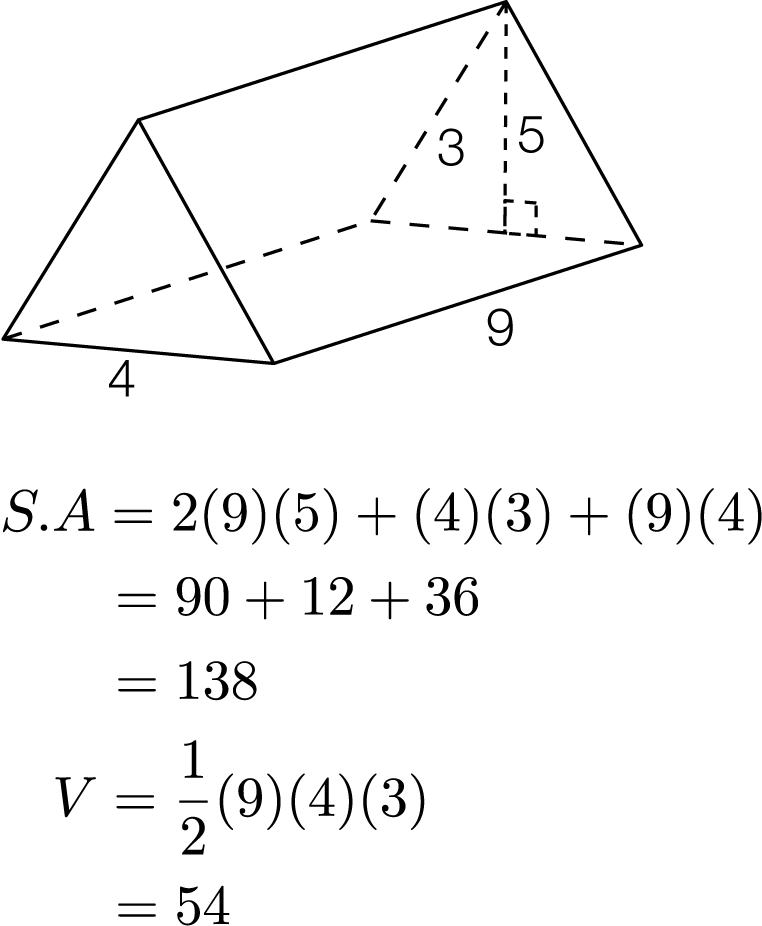 3 5
9
4
S.A = 2(9)(5) + (4)(3) + (9)(4)
= 90 + 12 + 36
= 138
V = \frac{1}{2}(9)(4)(3)
= 54